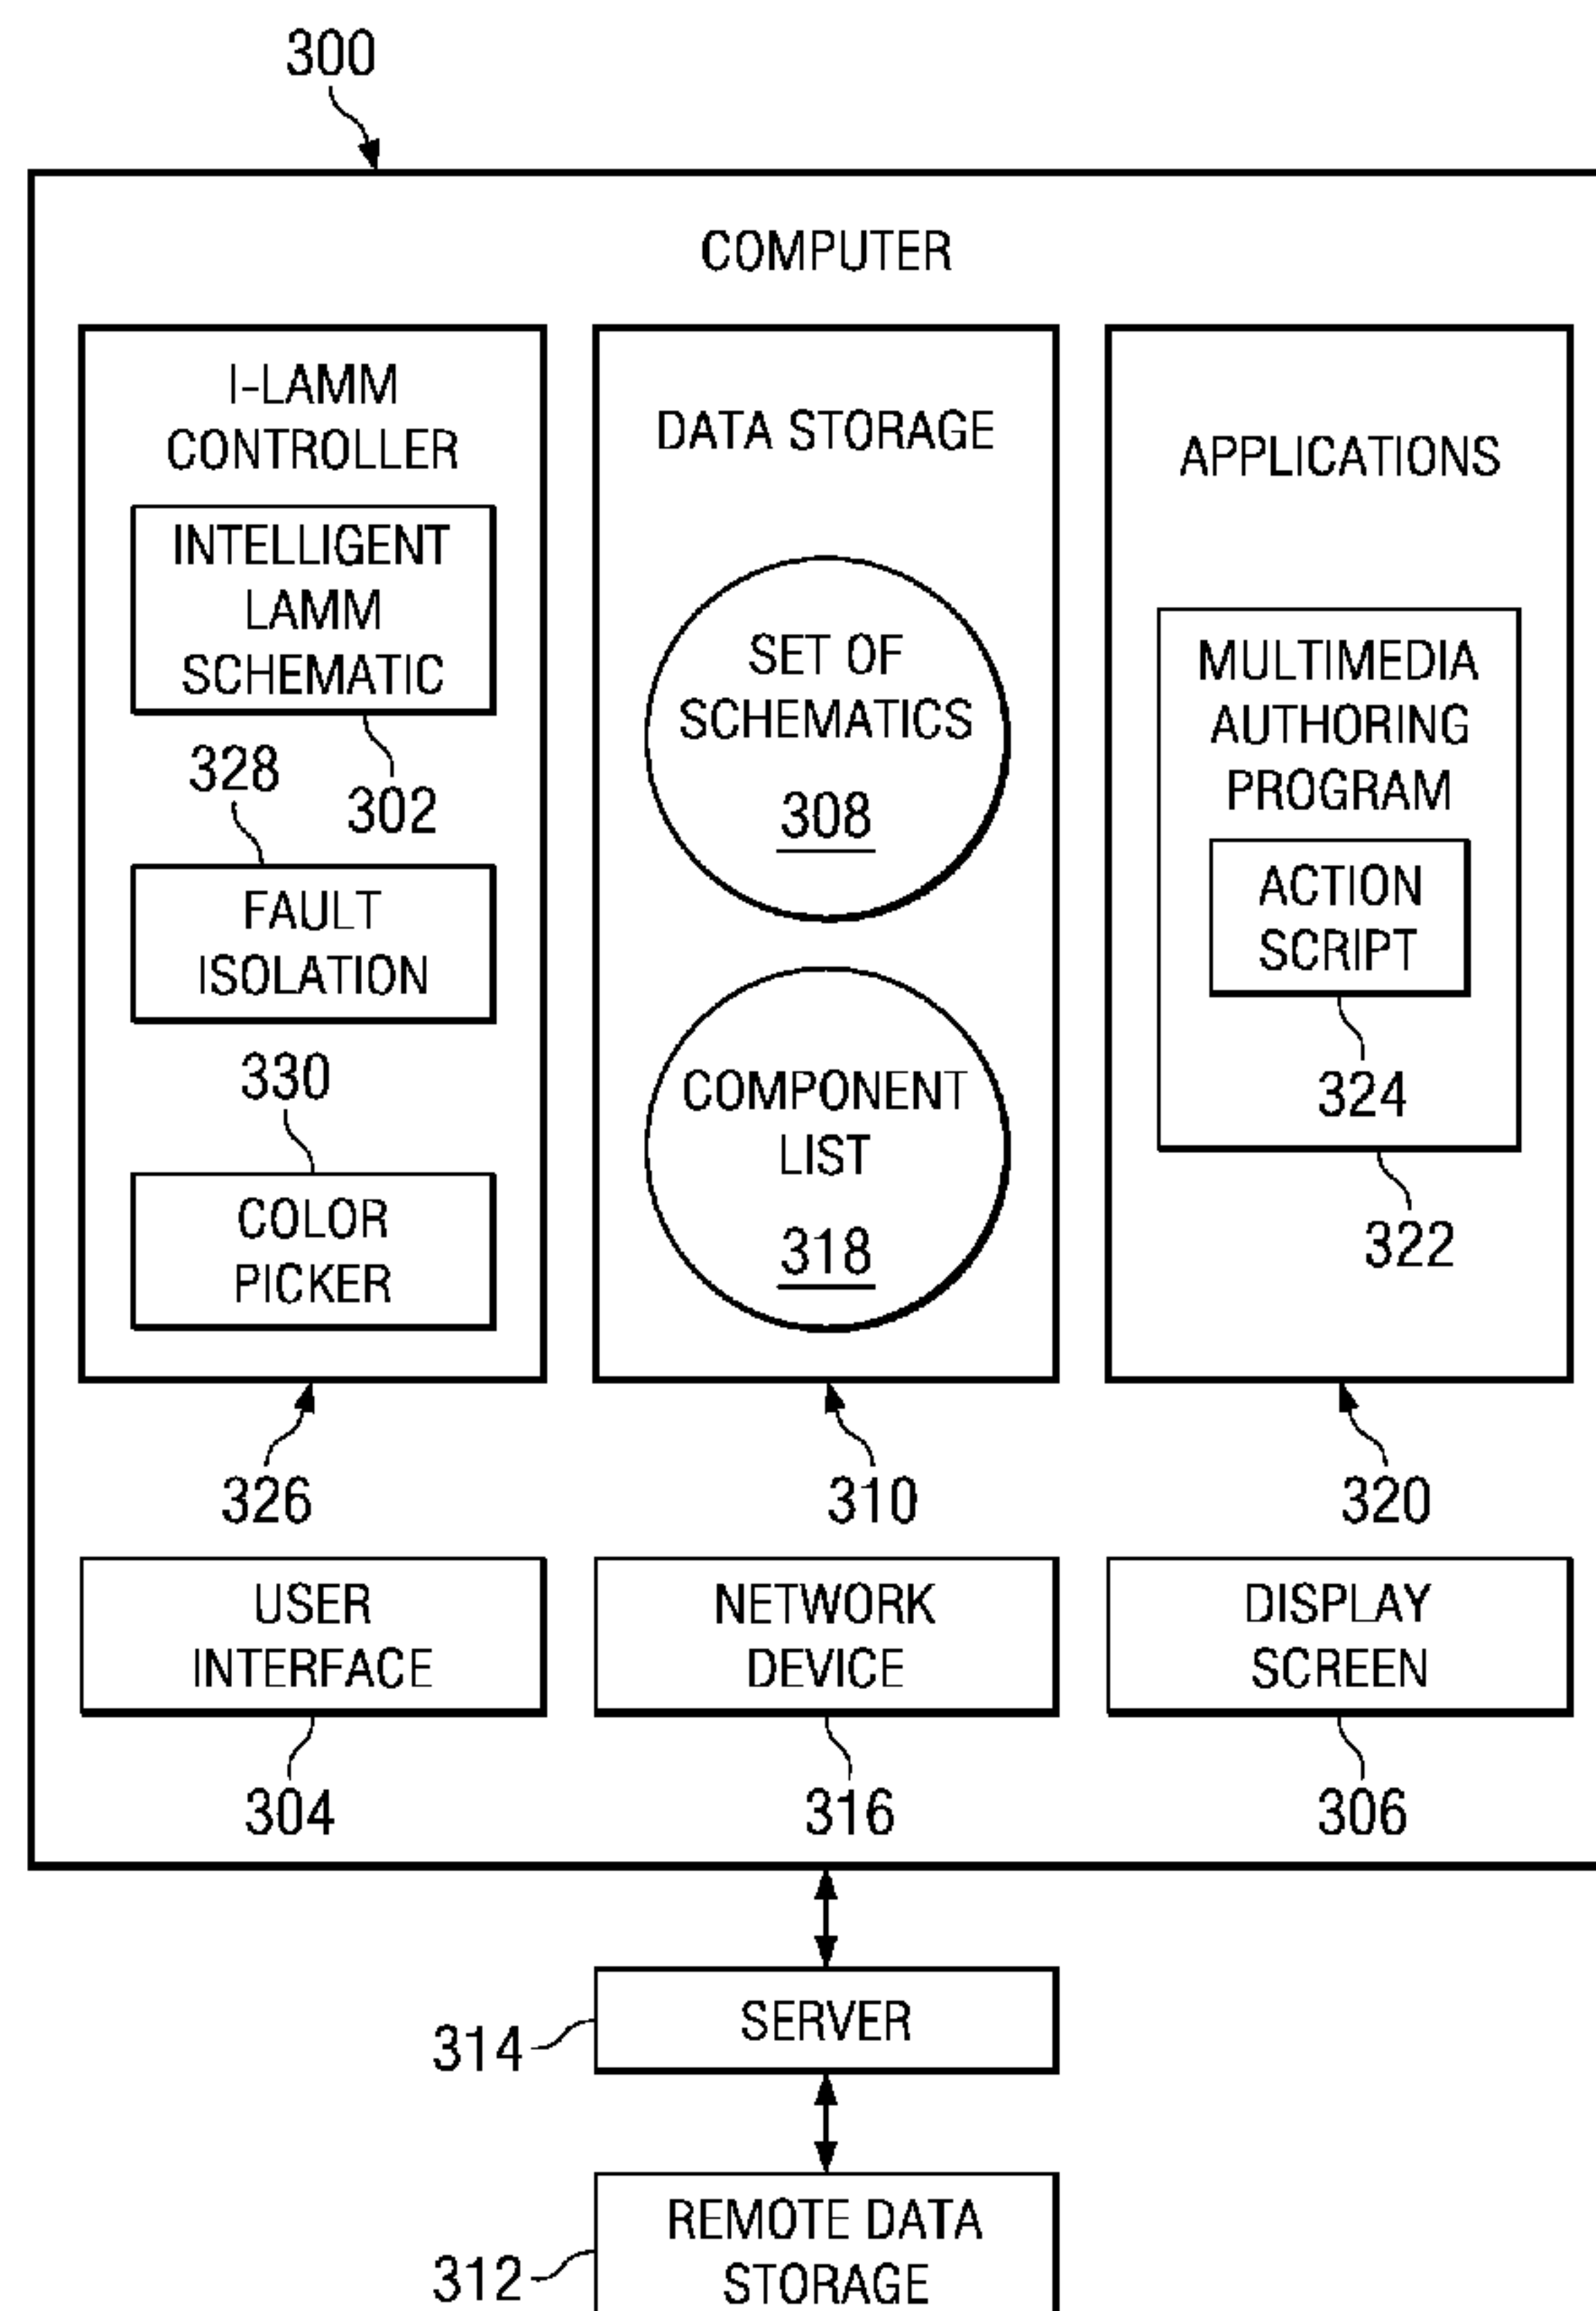 300
COMPUTER
I-LAMM
CONTROLLER
INTELLIGENT
LAMM
SCHEMATIC
328
302
FAULT
ISOLATION
330
COLOR
PICKER
326
DATA STORAGE
SET OF
SCHEMATICS
308
COMPONENT
LIST
318
310
APPLICATIONS
MULTIMEDIA
AUTHORING
PROGRAM
ACTION
SCRIPT
324
322
320
USER
INTERFACE
304
NETWORK
DEVICE
316
DISPLAY
SCREEN
306
SERVER
314
REMOTE DATA
STORAGE
312